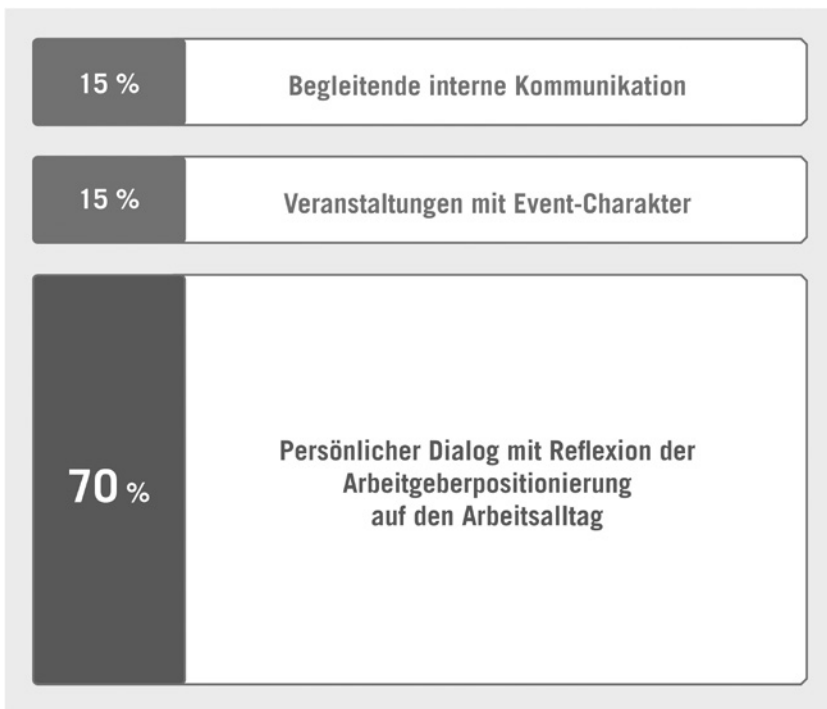 15 %
Begleitende interne Kommunikation
15 %
Veranstaltungen mit Event-Charakter
70 %
Persönlicher Dialog mit Reflexion der
Arbeitgeberpositionierung
auf den Arbeitsalltag